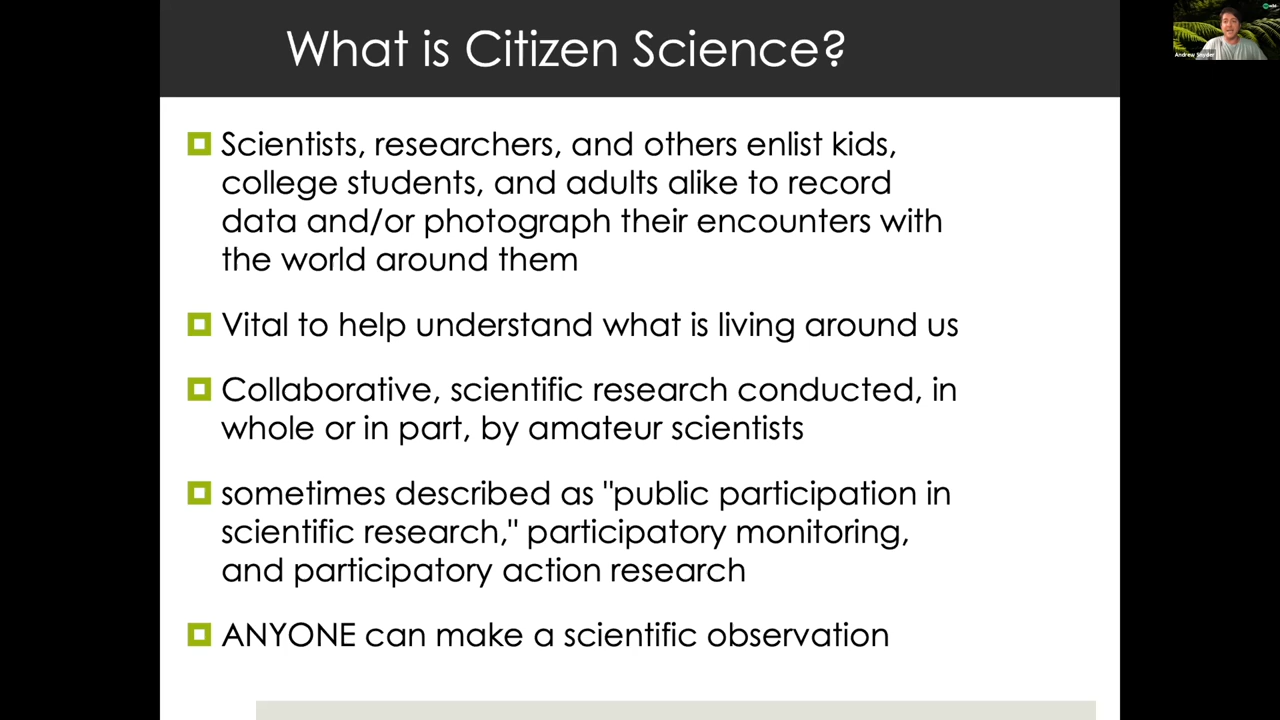 What is Citizen Science?
Scientists, researchers, and others enlist kids,
college students, and adults alike to record
data and/or photograph their encounters with
the world around them
Vital to help understand what is living around us
Collaborative, scientific research conducted, in
whole or in part, by amateur scientists
sometimes described as "public participation in
scientific research," participatory monitoring,
and participatory action research
ANYONE can make a scientific observation
Andrew Snyder